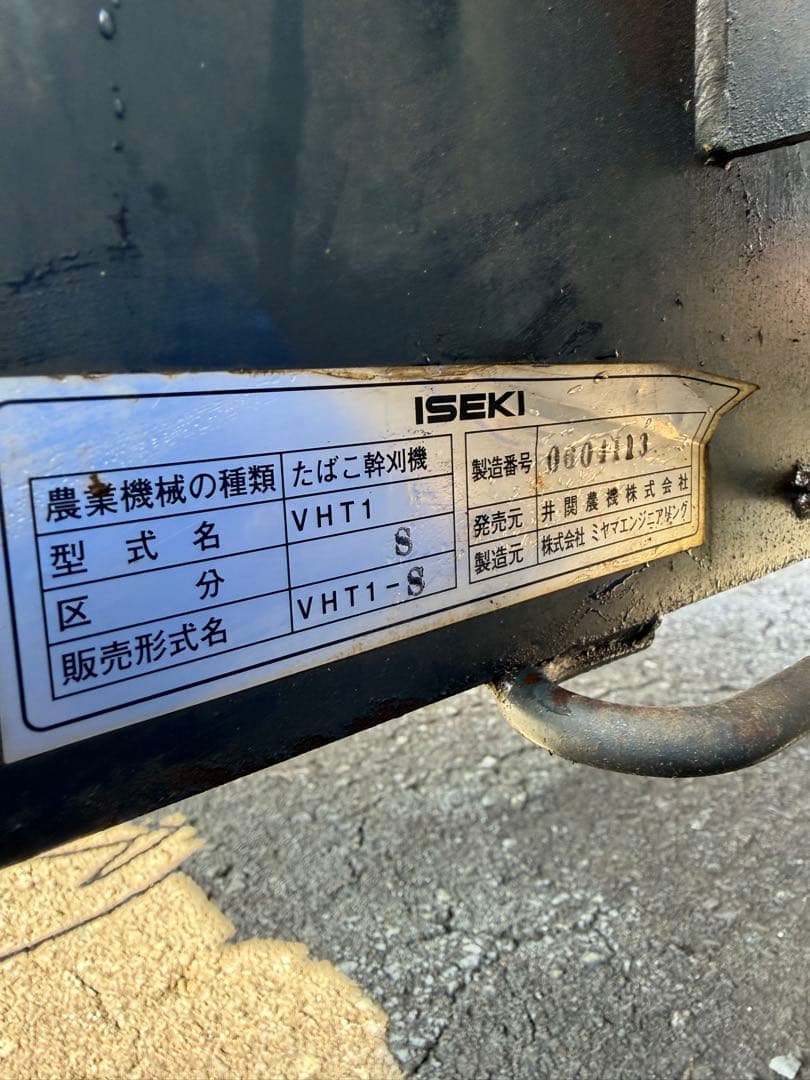 ISEKI
農業機械の種類 たばこ幹刈機
型式名 VHT1
区分 S
販売形式名 VHT1-S
製造番号 0604113
発売元 井関農機株式会社
製造元 株式会社 ミヤマエンジニアリング